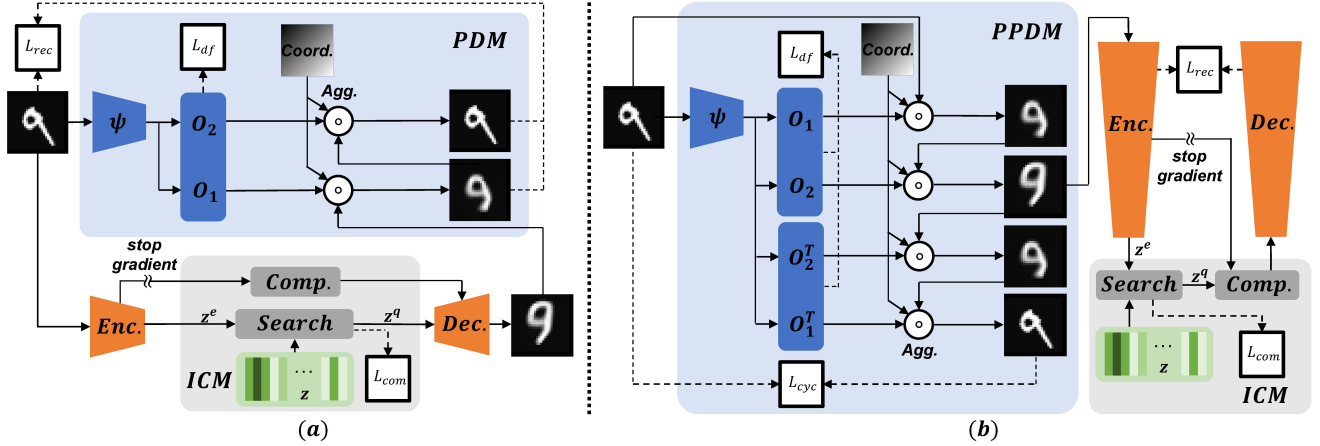 L_rec
L_df
Coord.
PDM
Agg.
ψ
O_2
O_1
stop
gradient
Comp.
Enc.
z^e
Search
z^q
Dec.
ICM
...
z
L_com
(a)
PPDM
L_df
Coord.
ψ
O_1
O_2
O_2^T
O_1^T
Agg.
L_cyc
Enc.
L_rec
Dec.
stop
gradient
z^e
Search
z^q
Comp.
...
z
L_com
ICM
(b)